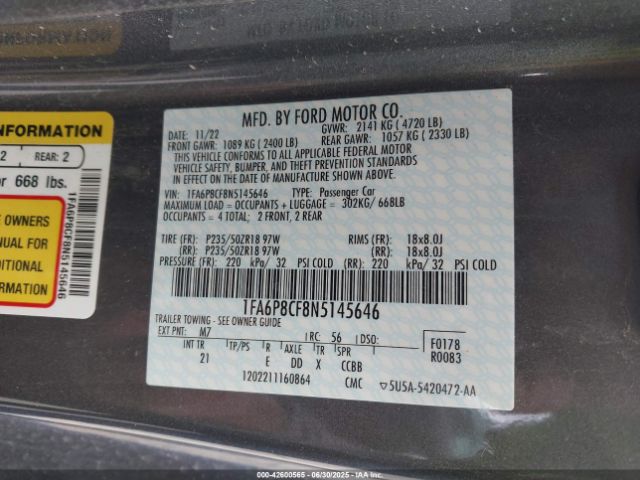 MFD. BY FORD MOTOR CO.
DATE: 11/22 GVWR: 2141 KG ( 4720 LB)
FRONT GAWR: 1089 KG ( 2400 LB) REAR GAWR: 1057 KG ( 2330 LB)
THIS VEHICLE CONFORMS TO ALL APPLICABLE FEDERAL MOTOR
VEHICLE SAFETY, BUMPER, AND THEFT PREVENTION STANDARDS
IN EFFECT ON THE DATE OF MANUFACTURE SHOWN ABOVE.
VIN: 1FA6P8CF8N5145646 TYPE: Passenger Car
MAXIMUM LOAD = OCCUPANTS + LUGGAGE = 302KG/ 668LB
OCCUPANTS = 4 TOTAL; 2 FRONT, 2 REAR
TIRE (FR): P235/50ZR18 97W RIMS (FR): 18x8.0J
(RR): P235/50ZR18 97W (RR): 18x8.0J
PRESSURE (FR): 220 kPa/ 32 PSI COLD (RR): 220 kPa/ 32 PSI COLD
1FA6P8CF8N5145646
TRAILER TOWING - SEE OWNER GUIDE
EXT PNT: M7 RC: 56 DSO: F0178
INT TR TP/PS R AXLE TR SPR R0083
21 E DD X CCBB
1202211160864 CMC 5U5A-5420472-AA
INFORMATION
2 REAR: 2
or 668 lbs.
OWNERS
NUAL FOR
DITIONAL
ORMATION
1FA6P8CF8N5145646
000-42600565 - 06/30/2025 - IAAI.COM